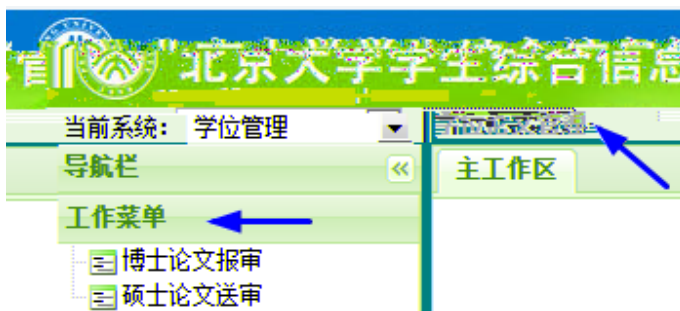 北京大学学生综合信息
当前系统： 学位管理
导航栏
主工作区
工作菜单
博士论文报审
硕士论文送审